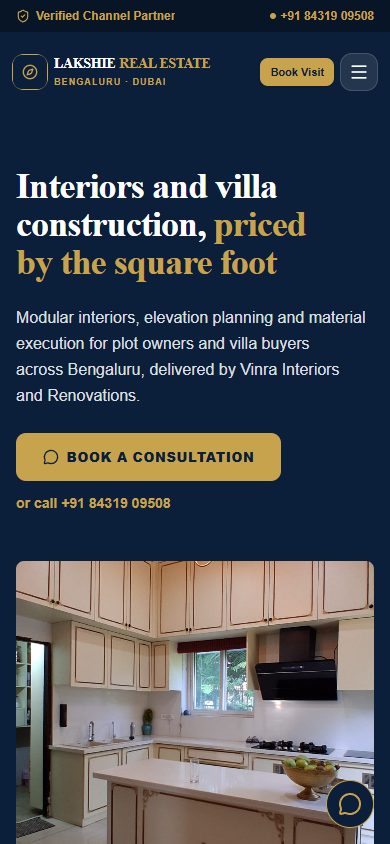 Verified Channel Partner
+91 84319 09508
LAKSHIE REAL ESTATE
BENGALURU · DUBAI
Book Visit
Interiors and villa
construction, priced
by the square foot
Modular interiors, elevation planning and material
execution for plot owners and villa buyers
across Bengaluru, delivered by Vinra Interiors
and Renovations.
BOOK A CONSULTATION
or call +91 84319 09508